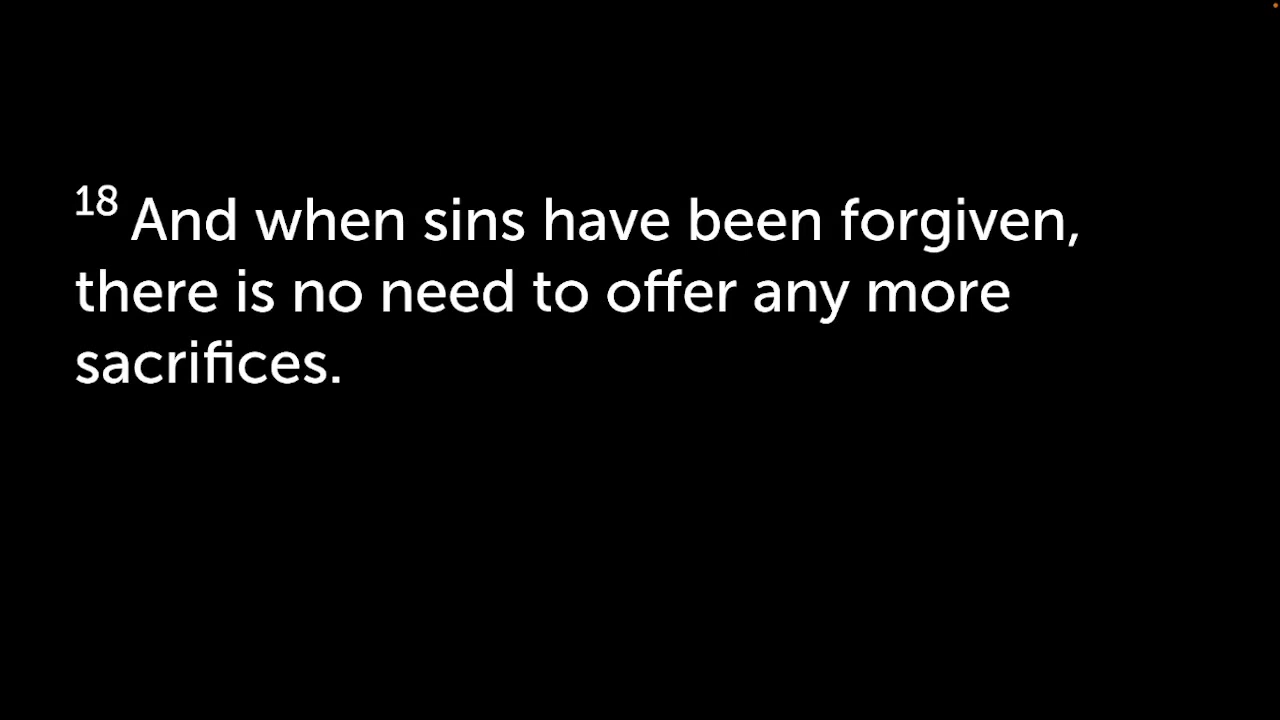 18 And when sins have been forgiven,
there is no need to offer any more
sacrifices.